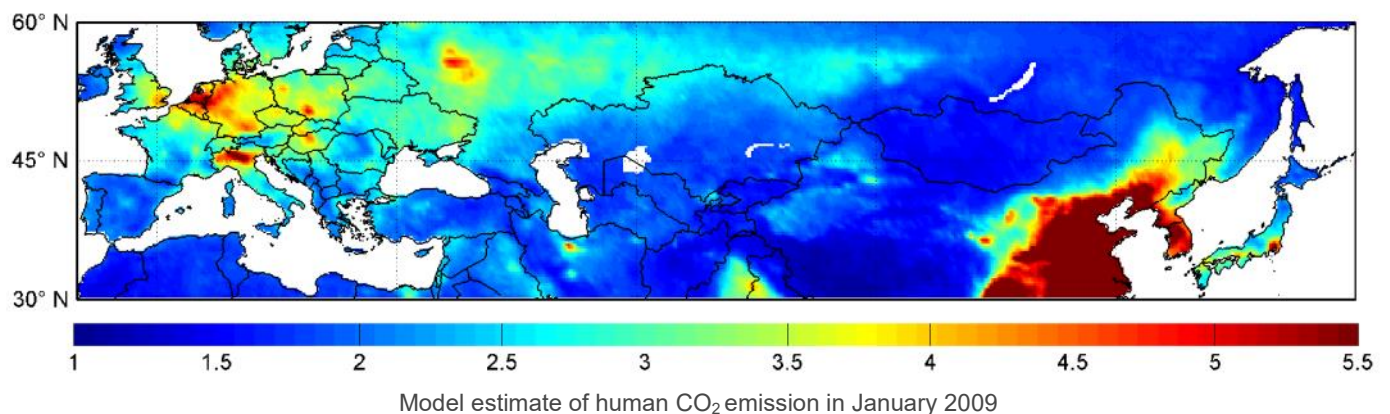 60° N
45° N
30° N
1 1.5 2 2.5 3 3.5 4 4.5 5 5.5
Model estimate of human CO₂ emission in January 2009